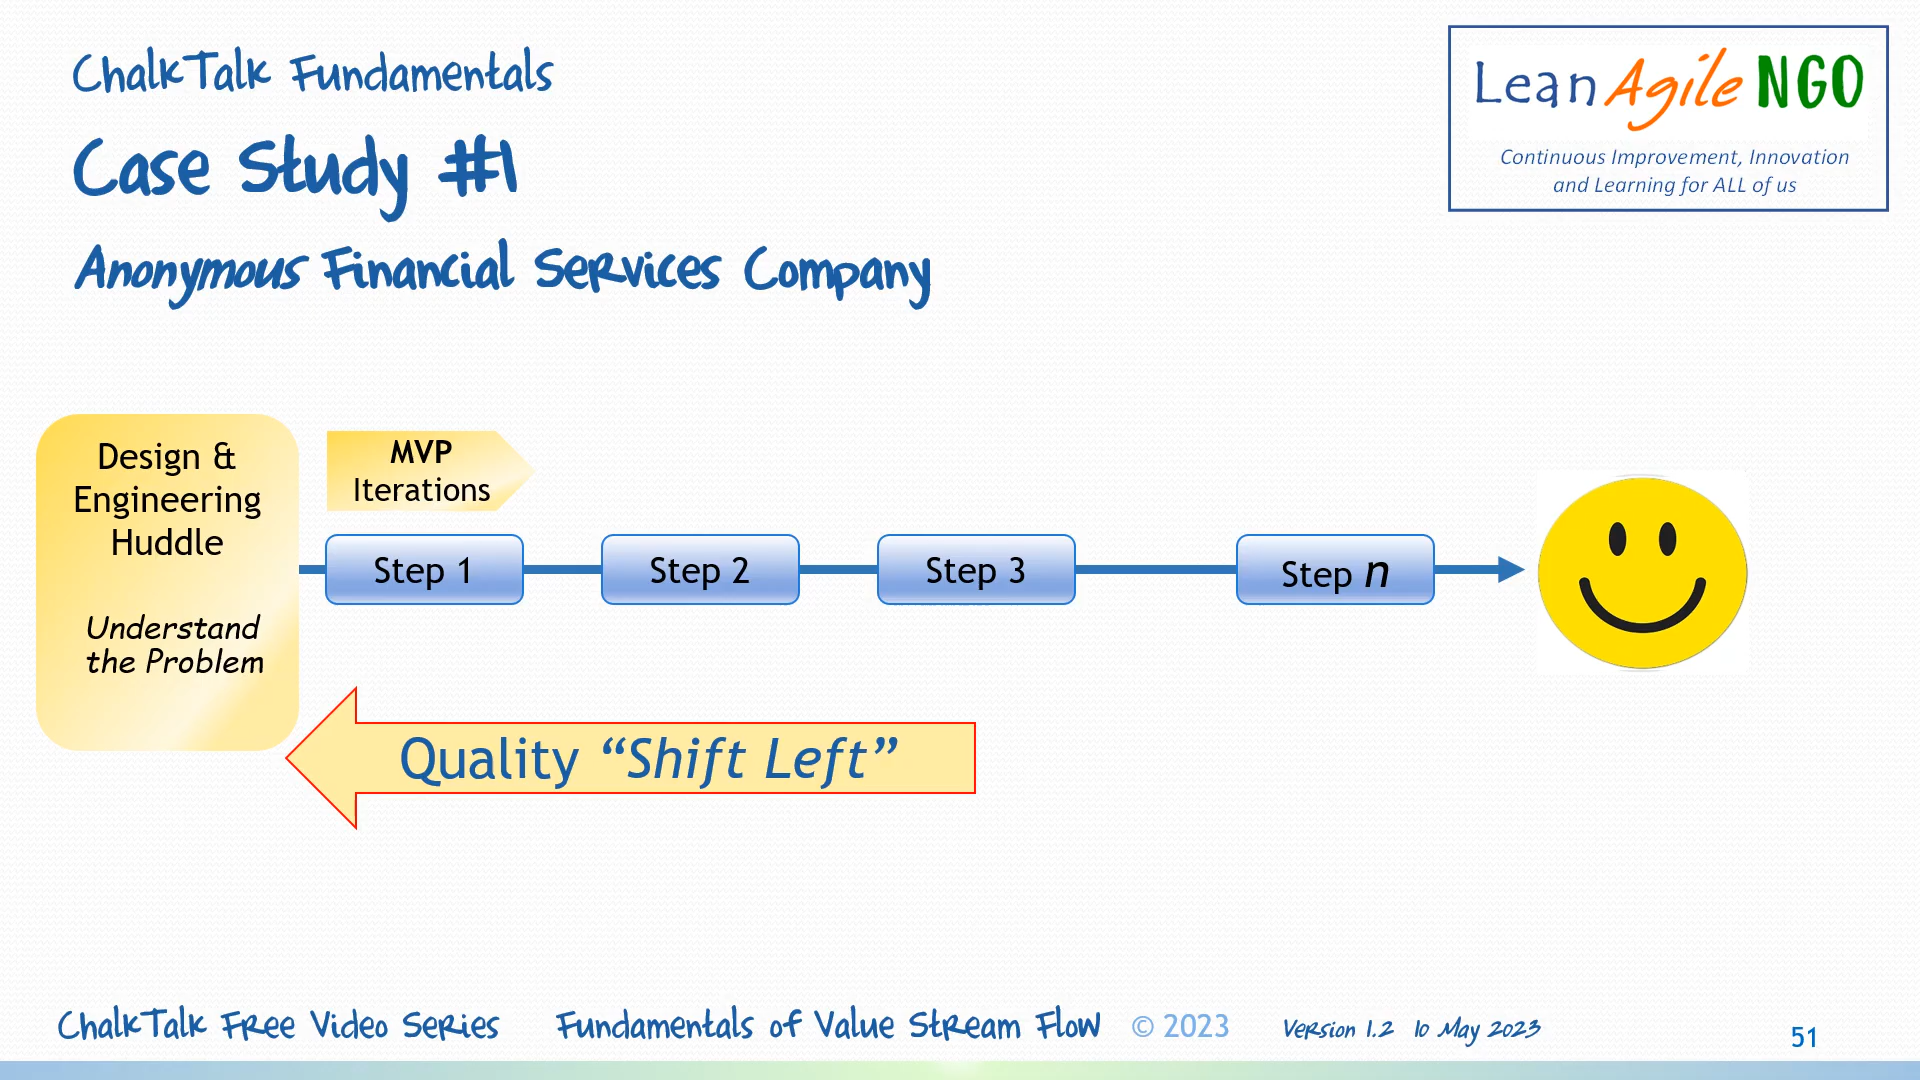 ChalkTalk Fundamentals
Case Study #1
Anonymous Financial Services Company
Lean Agile NGO
Continuous Improvement, Innovation
and Learning for ALL of us
Design &
Engineering
Huddle
Understand
the Problem
MVP
Iterations
Step 1
Step 2
Step 3
Step n
Quality “Shift Left”
ChalkTalk Free Video Series Fundamentals of Value Stream Flow © 2023 Version 1.2 10 May 2023
51